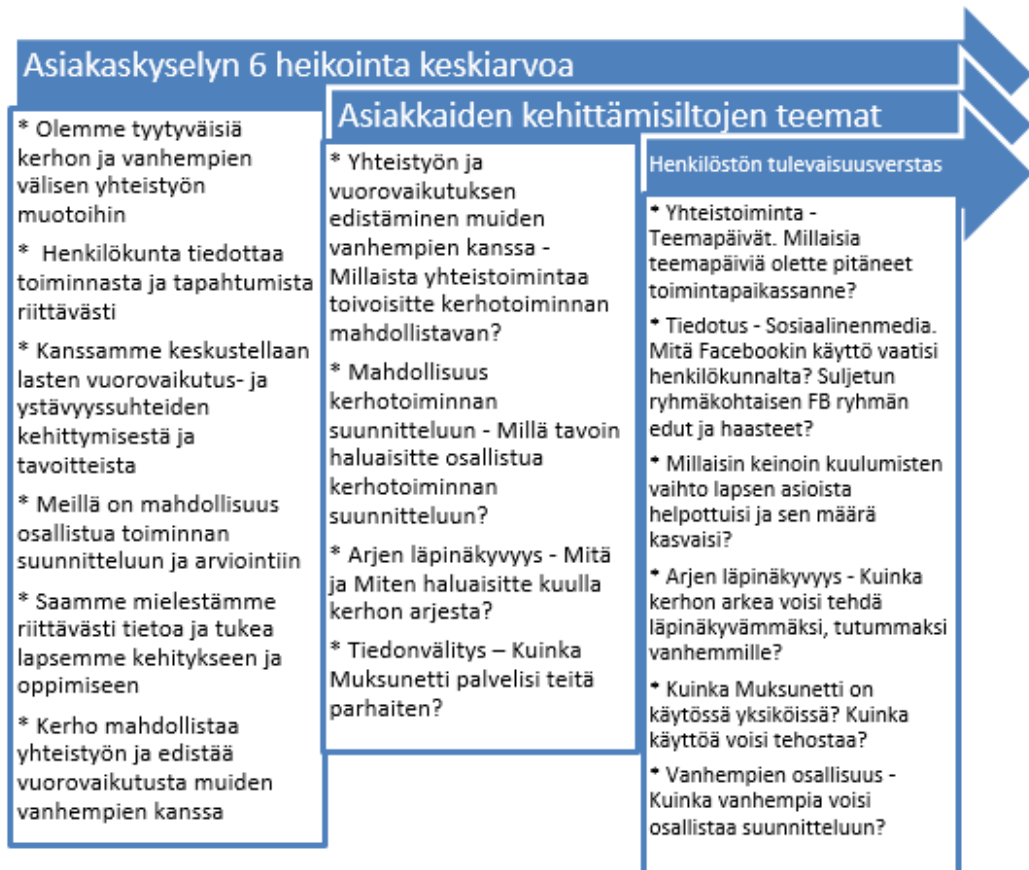 Asiakaskyselyn 6 heikointa keskiarvoa
* Olemme tyytyväisiä
kerhon ja vanhempien
välisen yhteistyön
muotoihin
* Henkilökunta tiedottaa
toiminnasta ja tapahtumista
riittävästi
* Kanssamme keskustellaan
lasten vuorovaikutus- ja
ystävyyssuhteiden
kehittymisestä ja
tavoitteista
* Meillä on mahdollisuus
osallistua toiminnan
suunnitteluun ja arviointiin
* Saamme mielestämme
riittävästi tietoa ja tukea
lapsemme kehitykseen ja
oppimiseen
* Kerho mahdollistaa
yhteistyön ja edistää
vuorovaikutusta muiden
vanhempien kanssa
Asiakkaiden kehittämisiltojen teemat
* Yhteistyön ja
vuorovaikutuksen
edistäminen muiden
vanhempien kanssa -
Millaista yhteistoimintaa
toivoisitte kerhotoiminnan
mahdollistavan?
* Mahdollisuus
kerhotoiminnan
suunnitteluun - Millä tavoin
haluaisitte osallistua
kerhotoiminnan
suunnitteluun?
* Arjen läpinäkyvyys - Mitä
ja Miten haluaisitte kuulla
kerhon arjesta?
* Tiedonvälitys – Kuinka
Muksunetti palvelisi teitä
parhaiten?
Henkilöstön tulevaisuusverstas
* Yhteistoiminta -
Teemapäivät. Millaisia
teemapäiviä olette pitäneet
toimintapaikassanne?
* Tiedotus - Sosiaalinenmedia.
Mitä Facebookin käyttö vaatisi
henkilökunnalta? Suljetun
ryhmäkohtaisen FB ryhmän
edut ja haasteet?
* Millaisin keinoin kuulumisten
vaihto lapsen asioista
helpottuisi ja sen määrä
kasvaisi?
* Arjen läpinäkyvyys - Kuinka
kerhon arkea voisi tehdä
läpinäkyvämmäksi, tutummaksi
vanhemmille?
* Kuinka Muksunetti on
käytössä yksiköissä? Kuinka
käyttöä voisi tehostaa?
* Vanhempien osallisuus -
Kuinka vanhempia voisi
osallistaa suunnitteluun?